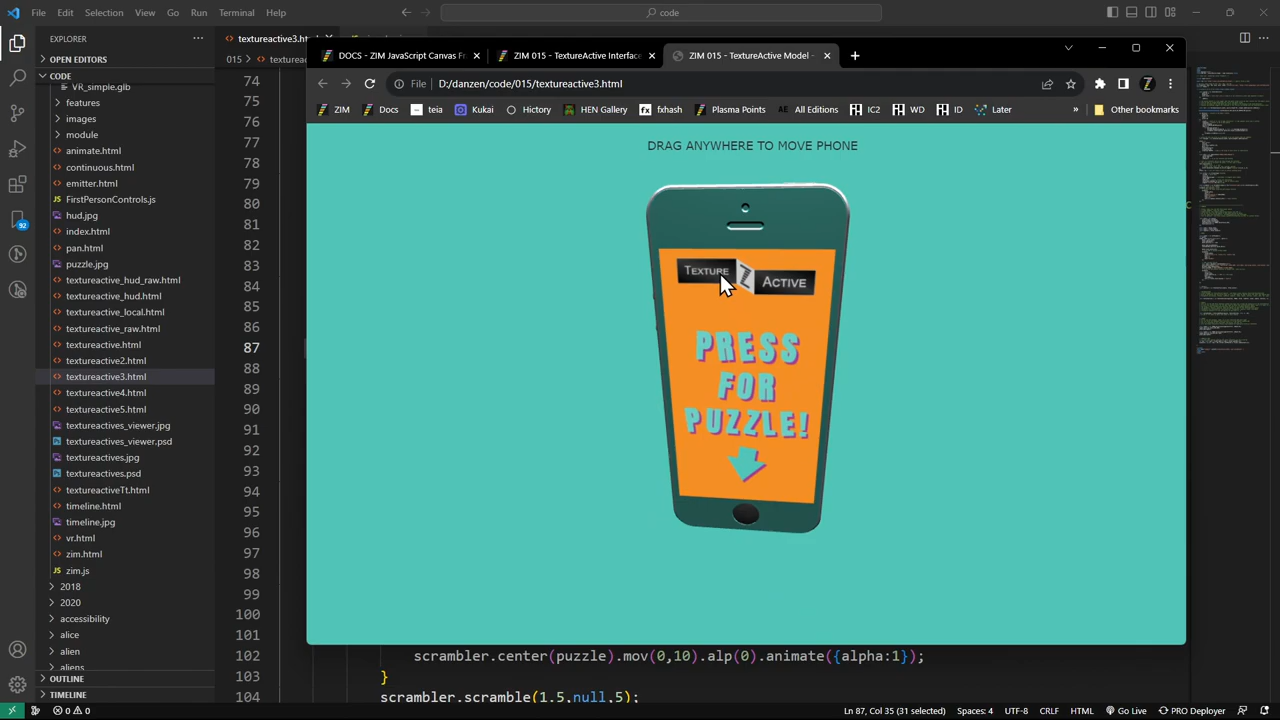 File Edit Selection View Go Run Terminal Help
code
EXPLORER
OPEN EDITORS
CODE
VR_simple.glb
features
images
module
animate.html
continuous.html
emitter.html
FirstPersonControls.js
hud.jpg
index.html
pan.html
puzzle.jpg
textureactive_hud_raw.html
textureactive_hud.html
textureactive_local.html
textureactive_raw.html
textureactive.html
textureactive2.html
textureactive3.html
textureactive4.html
textureactive5.html
textureactives_viewer.jpg
textureactives_viewer.psd
textureactives.jpg
textureactives.psd
textureactiveTt.html
timeline.html
timeline.jpg
vr.html
zim.html
zim.js
2018
2020
accessibility
alice
alien
aliens
OUTLINE
TIMELINE
92
textureactive3.html
015
74
75
76
77
78
79
80
81
82
83
84
85
86
87
88
89
90
91
92
93
94
95
96
97
98
99
100
101
102 scrambler.center(puzzle).mov(0,10).alp(0).animate({alpha:1});
103 }
104 scrambler.scramble(1.5,null,5);
DOCS - ZIM JavaScript Canvas Fr
ZIM 015 - TextureActive Interface
ZIM 015 - TextureActive Model -
File D:/danzen/code/015/textureactive3.html
ZIM Docs test Kukai HEN Gallery fxhash Plasma Paints All Editors IC2 WD ID Later » Other bookmarks
DRAG ANYWHERE TO MOVE PHONE
TEXTURE Z ACTIVE
PRESS
FOR
PUZZLE!
0 0 Ln 87, Col 35 (31 selected) Spaces: 4 UTF-8 CRLF HTML Go Live PRO Deployer